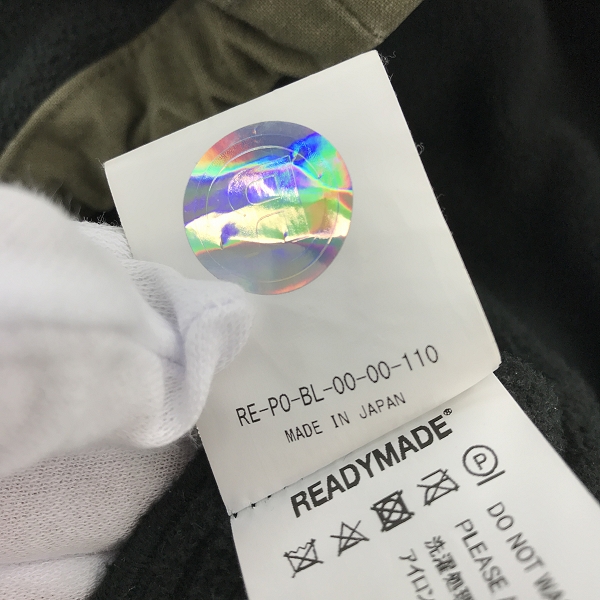 RE-PO-BL-00-00-110
MADE IN JAPAN
READYMADE®
P
DO NOT WA
PLEASE
洗濯処理
アイロン